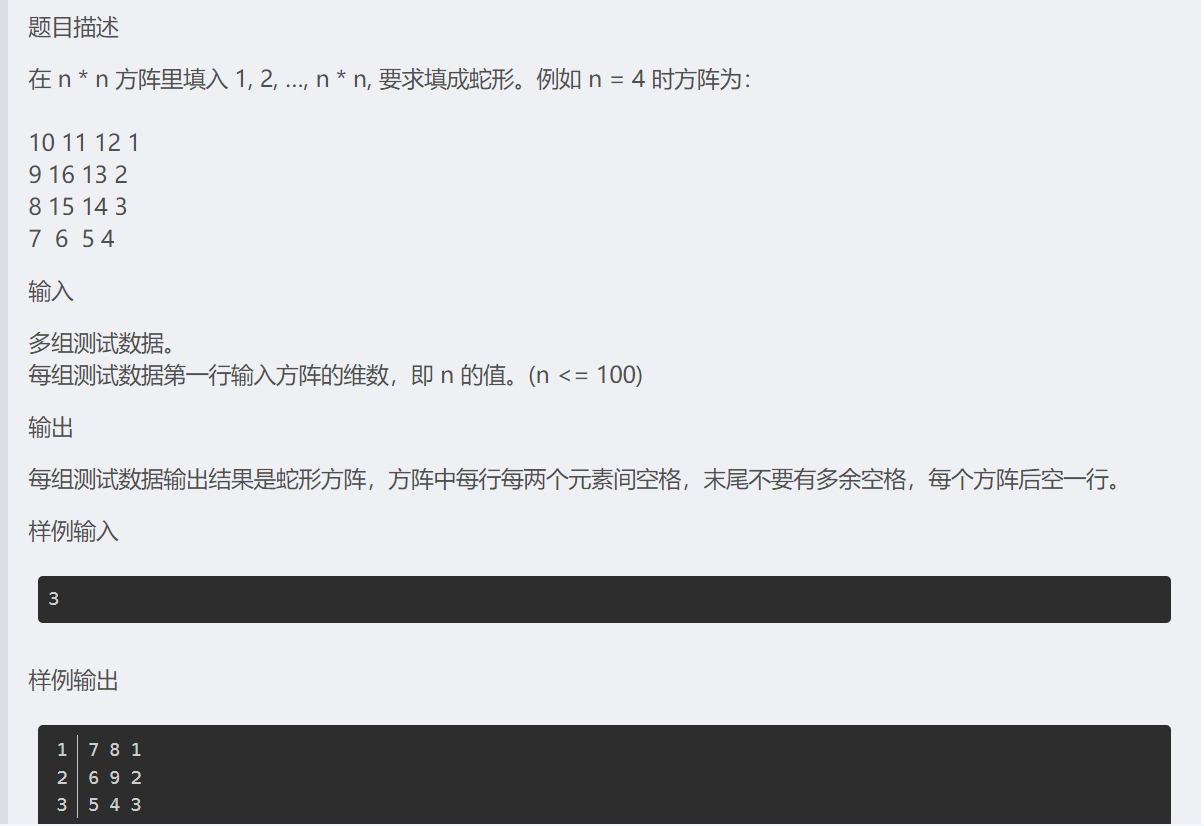 题目描述
在 n * n 方阵里填入 1, 2, ..., n * n, 要求填成蛇形。例如 n = 4 时方阵为：
10 11 12 1
9 16 13 2
8 15 14 3
7 6 5 4
输入
多组测试数据。
每组测试数据第一行输入方阵的维数，即 n 的值。(n <= 100)
输出
每组测试数据输出结果是蛇形方阵，方阵中每行每两个元素间空格，末尾不要有多余空格，每个方阵后空一行。
样例输入
3
样例输出
1 7 8 1
2 6 9 2
3 5 4 3